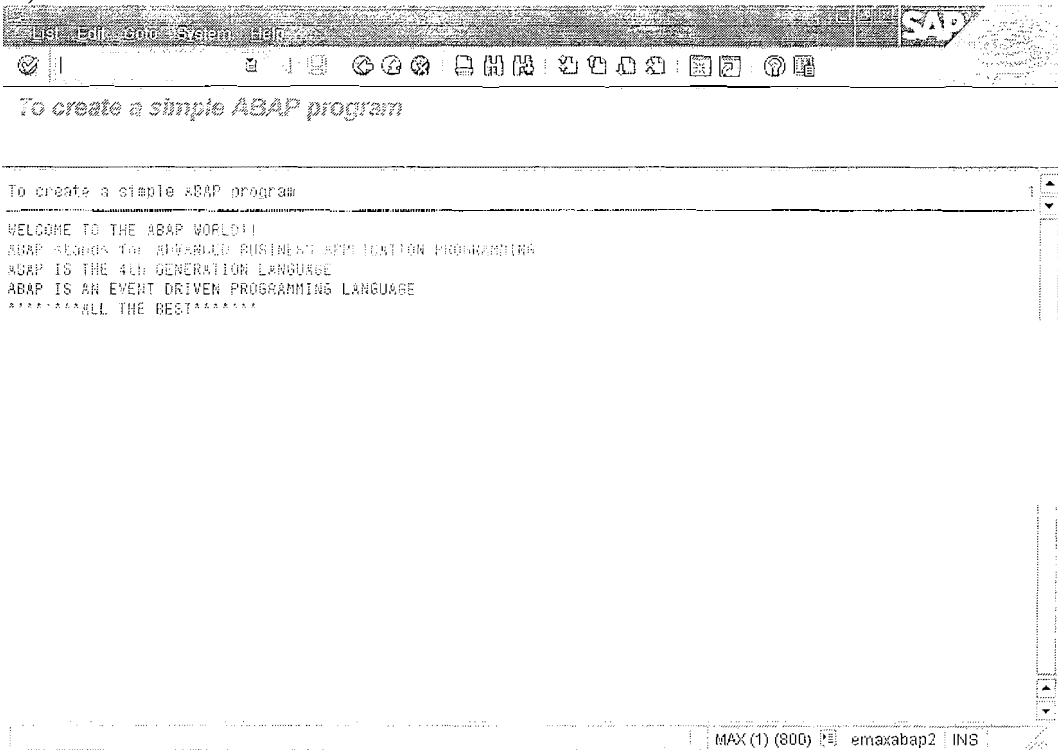 List Edit Goto System Help
SAP
To create a simple ABAP program
To create a simple ABAP program 1
WELCOME TO THE ABAP WORLD!!
ABAP stands for ADVANCED BUSINESS APPLICATION PROGRAMMING
ABAP IS THE 4th GENERATION LANGUAGE
ABAP IS AN EVENT DRIVEN PROGRAMMING LANGUAGE
********ALL THE BEST*******
MAX (1) (800) emaxabap2 INS